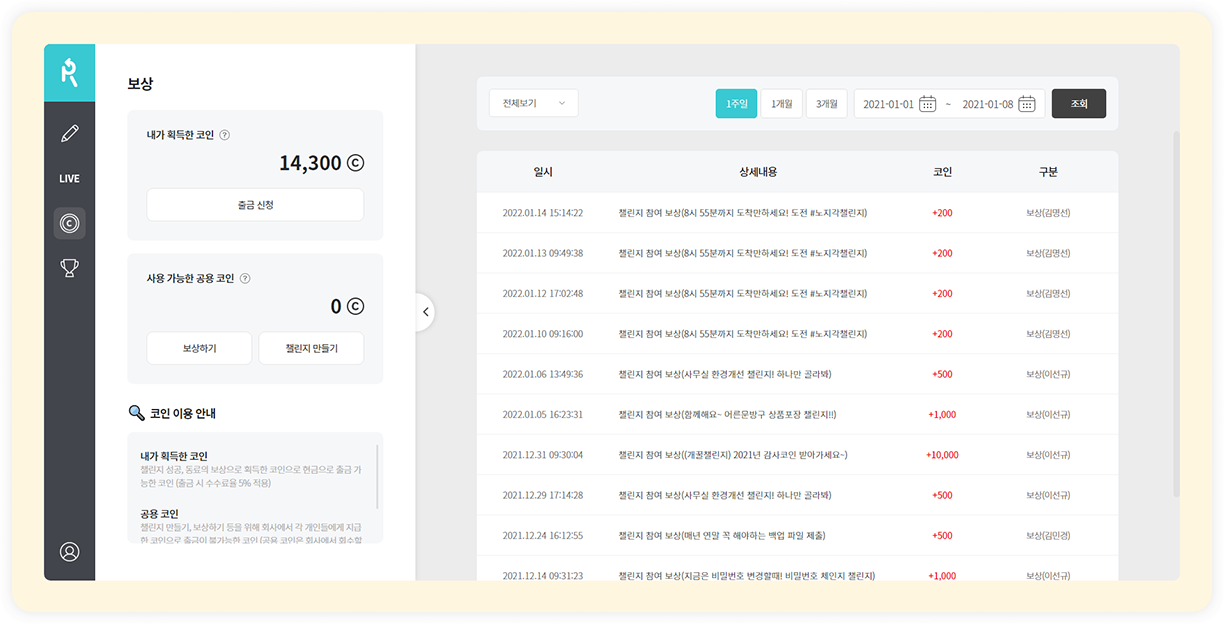 보상
내가 획득한 코인 ?
14,300 C
출금 신청
사용 가능한 공용 코인 ?
0 C
보상하기 챌린지 만들기
코인 이용 안내
내가 획득한 코인
챌린지 성공, 동료의 보상으로 획득한 코인으로 현금으로 출금 가
능한 코인 (출금 시 수수료율 5% 적용)
공용 코인
챌린지 만들기, 보상하기 등을 위해 회사에서 각 개인들에게 지급
한 코인으로 출금이 불가능한 코인 (공용 코인은 회사에서 회수할
LIVE
C
전체보기 1주일 1개월 3개월 2021-01-01 ~ 2021-01-08 조회
일시 상세내용 코인 구분
2022.01.14 15:14:22 챌린지 참여 보상(8시 55분까지 도착만하세요! 도전 #노지각챌린지) +200 보상(김명선)
2022.01.13 09:49:38 챌린지 참여 보상(8시 55분까지 도착만하세요! 도전 #노지각챌린지) +200 보상(김명선)
2022.01.12 17:02:48 챌린지 참여 보상(8시 55분까지 도착만하세요! 도전 #노지각챌린지) +200 보상(김명선)
2022.01.10 09:16:00 챌린지 참여 보상(8시 55분까지 도착만하세요! 도전 #노지각챌린지) +200 보상(김명선)
2022.01.06 13:49:36 챌린지 참여 보상(사무실 환경개선 챌린지! 하나만 골라봐) +500 보상(이선규)
2022.01.05 16:23:31 챌린지 참여 보상(함께해요~ 어른문방구 상품포장 챌린지!!) +1,000 보상(이선규)
2021.12.31 09:30:04 챌린지 참여 보상((개꿀챌린지) 2021년 감사코인 받아가세요~) +10,000 보상(이선규)
2021.12.29 17:14:28 챌린지 참여 보상(사무실 환경개선 챌린지! 하나만 골라봐) +500 보상(이선규)
2021.12.24 16:12:55 챌린지 참여 보상(매년 연말 꼭 해야하는 백업 파일 제출) +500 보상(김민경)
2021.12.14 09:31:23 챌린지 참여 보상(지금은 비밀번호 변경할때! 비밀번호 체인지 챌린지) +1,000 보상(이선규)